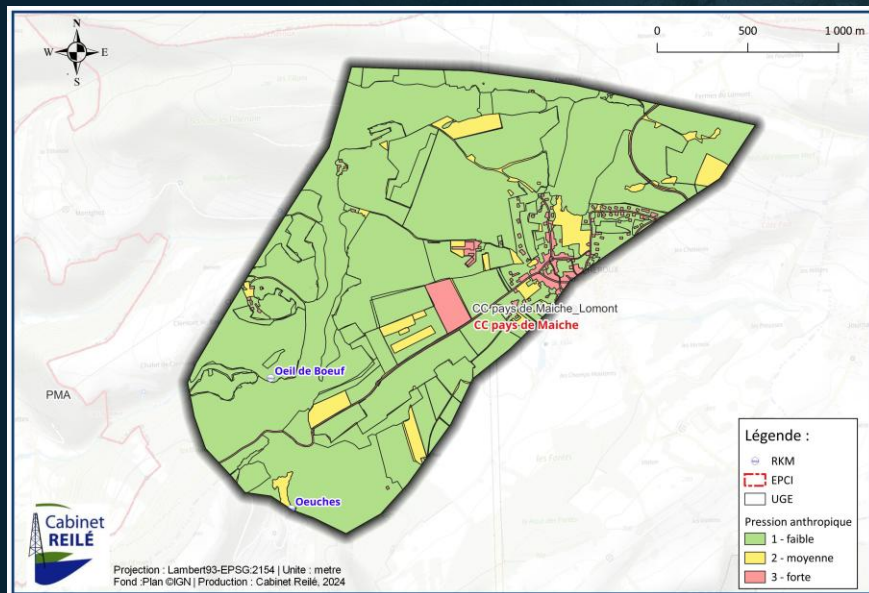 N
W E
S
0 500 1 000 m
CC pays de Maiche_Lomont
CC pays de Maiche
Oeil de Boeuf
PMA
Oeuches
Légende :
RKM
EPCI
UGE
Pression anthropique
1 - faible
2 - moyenne
3 - forte
Cabinet
REILÉ
Projection : Lambert93-EPSG:2154 | Unite : metre
Fond :Plan ©IGN | Production : Cabinet Reilé, 2024